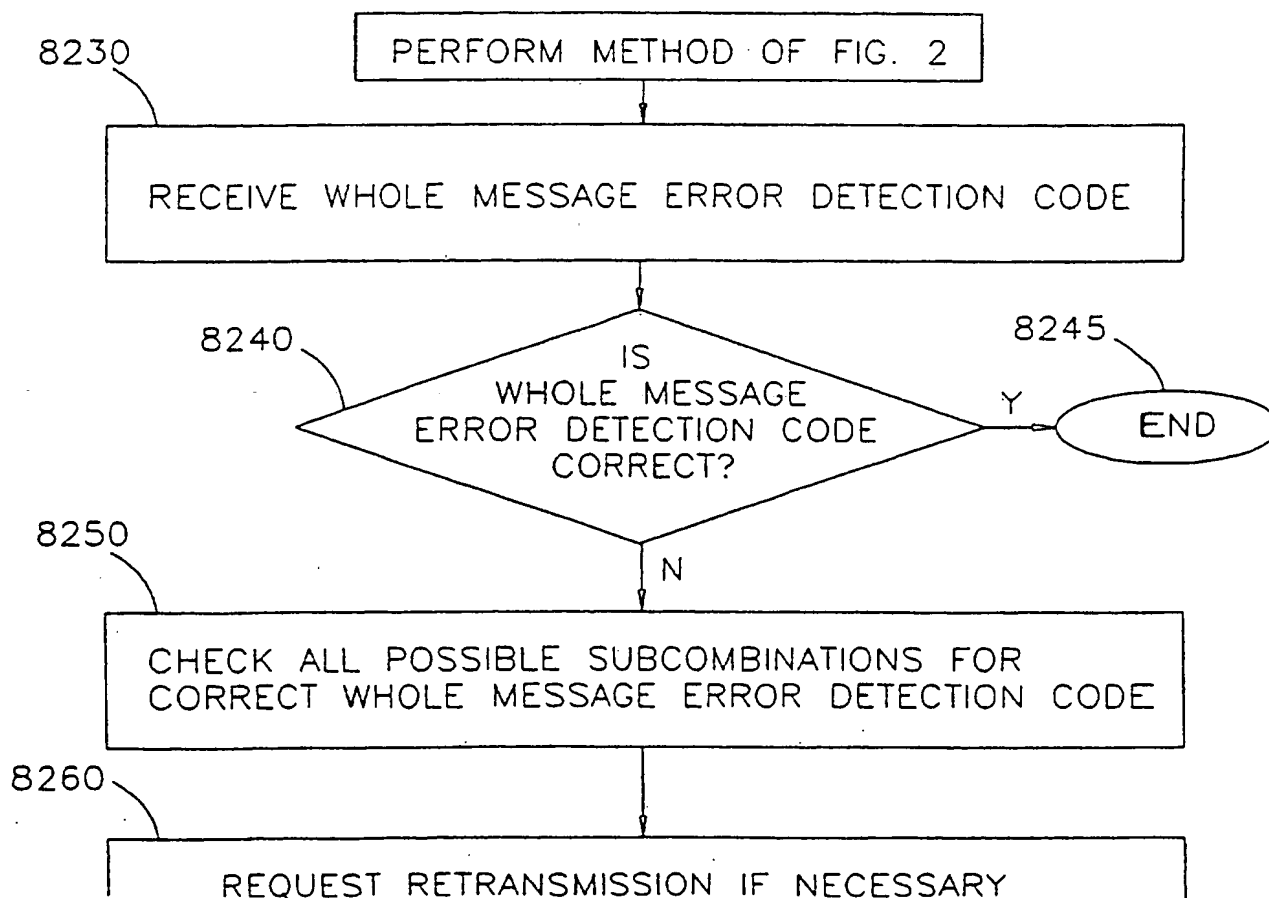 PERFORM METHOD OF FIG. 2
8230
RECEIVE WHOLE MESSAGE ERROR DETECTION CODE
8240
IS
WHOLE MESSAGE
ERROR DETECTION CODE
CORRECT?
Y
8245
END
N
8250
CHECK ALL POSSIBLE SUBCOMBINATIONS FOR
CORRECT WHOLE MESSAGE ERROR DETECTION CODE
8260
REQUEST RETRANSMISSION IF NECESSARY